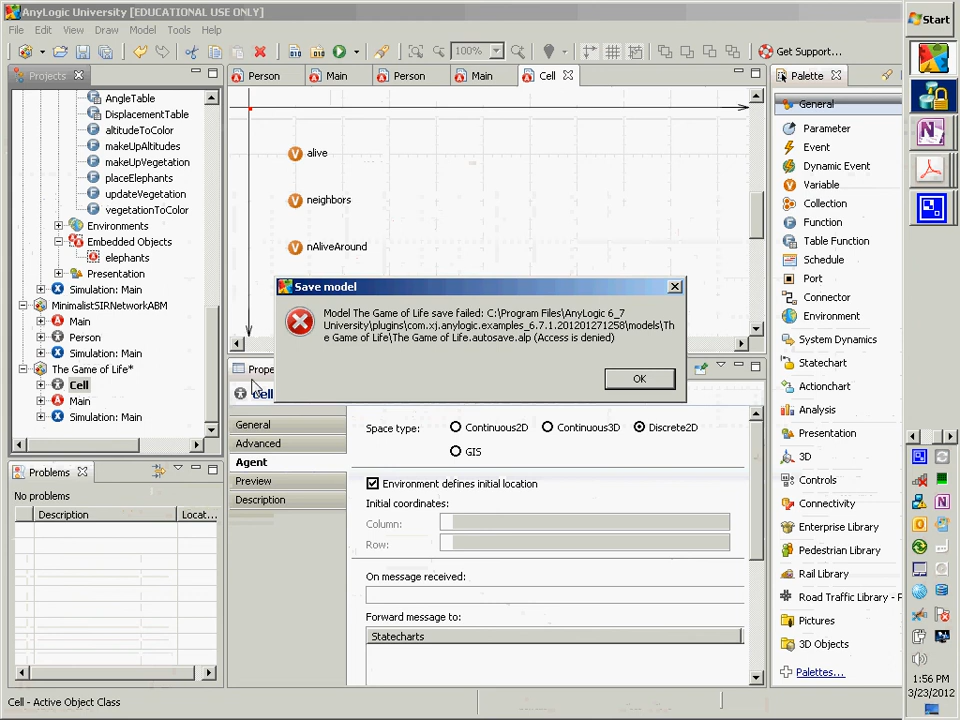 AnyLogic University [EDUCATIONAL USE ONLY]
File Edit View Draw Model Tools Help
100%
Get Support...
Projects
AngleTable
DisplacementTable
altitudeToColor
makeUpAltitudes
makeUpVegetation
placeElephants
updateVegetation
vegetationToColor
Environments
Embedded Objects
elephants
Presentation
Simulation: Main
MinimalistSIRNetworkABM
Main
Person
Simulation: Main
The Game of Life*
Cell
Main
Simulation: Main
Problems
No problems
Description Locat...
Cell - Active Object Class
Person Main Person Main Cell
alive
neighbors
nAliveAround
Save model
Model The Game of Life save failed: C:\Program Files\AnyLogic 6_7
University\plugins\com.xj.anylogic.examples_6.7.1.201201271258\models\Th
e Game of Life\The Game of Life.autosave.alp (Access is denied)
OK
Prope
Cell
General
Advanced
Agent
Preview
Description
Space type: Continuous2D Continuous3D Discrete2D
GIS
Environment defines initial location
Initial coordinates:
Column:
Row:
On message received:
Forward message to:
Statecharts
Palette
General
Parameter
Event
Dynamic Event
Variable
Collection
Function
Table Function
Schedule
Port
Connector
Environment
System Dynamics
Statechart
Actionchart
Analysis
Presentation
3D
Controls
Connectivity
Enterprise Library
Pedestrian Library
Rail Library
Road Traffic Library - P
Pictures
3D Objects
Palettes...
Start
1:56 PM
3/23/2012